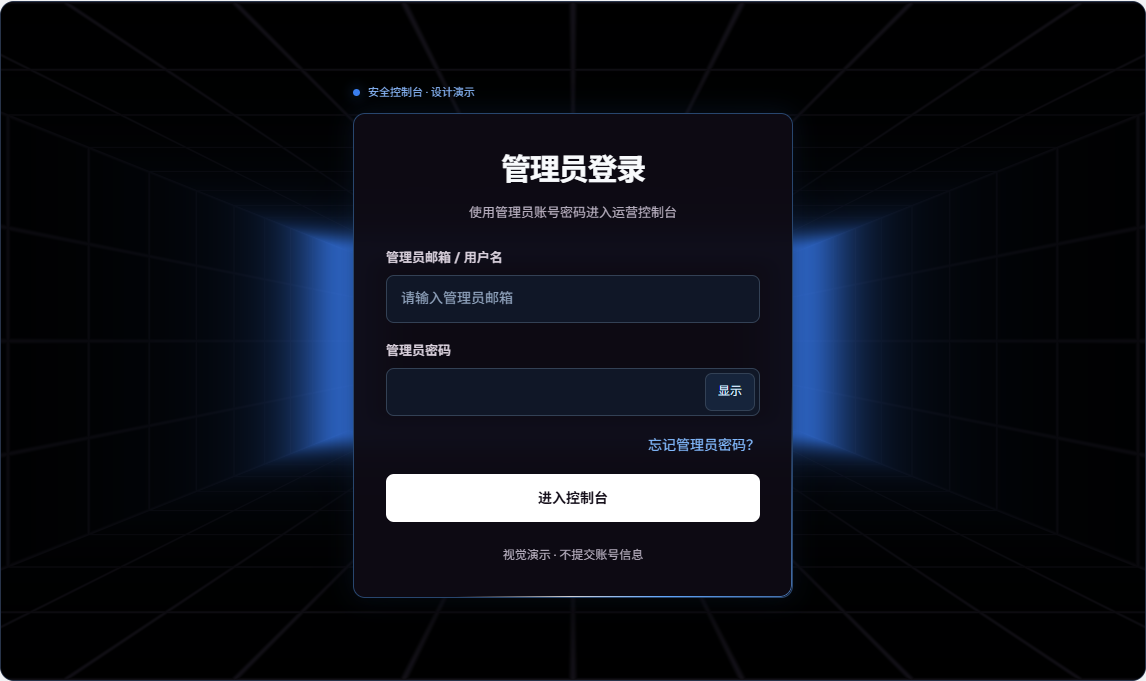 安全控制台 · 设计演示
管理员登录
使用管理员账号密码进入运营控制台
管理员邮箱 / 用户名
请输入管理员邮箱
管理员密码
显示
忘记管理员密码？
进入控制台
视觉演示 · 不提交账号信息